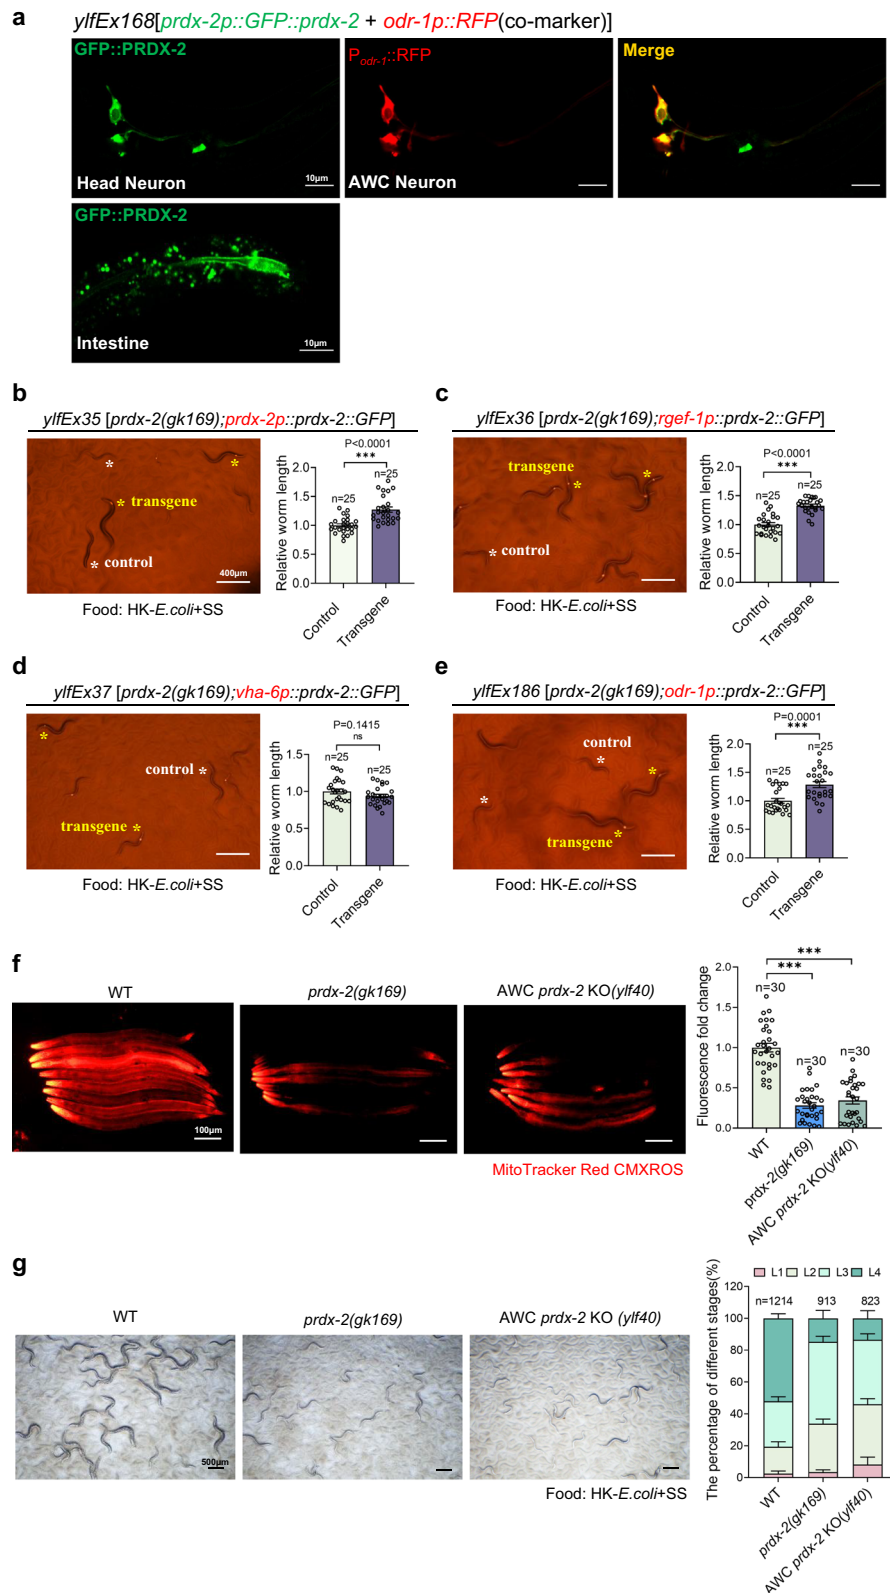 a
ylfEx168[prdx-2p::GFP::prdx-2 + odr-1p::RFP(co-marker)]
GFP::PRDX-2
Podr-1::RFP
Merge
Head Neuron
10μm
AWC Neuron
GFP::PRDX-2
Intestine
10μm
b
ylfEx35 [prdx-2(gk169);prdx-2p::prdx-2::GFP]
* transgene
* control
400μm
Food: HK-E.coli+SS
Relative worm length
2.0
1.5
1.0
0.5
0.0
P<0.0001
***
n=25
n=25
Control
Transgene
c
ylfEx36 [prdx-2(gk169);rgef-1p::prdx-2::GFP]
transgene
*
* control
Food: HK-E.coli+SS
Relative worm length
2.0
1.5
1.0
0.5
0.0
P<0.0001
***
n=25
n=25
Control
Transgene
d
ylfEx37 [prdx-2(gk169);vha-6p::prdx-2::GFP]
control *
transgene *
Food: HK-E.coli+SS
Relative worm length
1.5
1.0
0.5
0.0
P=0.1415
ns
n=25
n=25
Control
Transgene
e
ylfEx186 [prdx-2(gk169);odr-1p::prdx-2::GFP]
control
*
transgene *
Food: HK-E.coli+SS
Relative worm length
2.0
1.5
1.0
0.5
0.0
P=0.0001
***
n=25
n=25
Control
Transgene
f
WT
prdx-2(gk169)
AWC prdx-2 KO(ylf40)
100μm
MitoTracker Red CMXROS
Fluorescence fold change
2.0
1.5
1.0
0.5
0.0
***
***
n=30
n=30
n=30
WT
prdx-2(gk169)
AWC prdx-2 KO(ylf40)
g
WT
prdx-2(gk169)
AWC prdx-2 KO (ylf40)
500μm
Food: HK-E.coli+SS
L1 L2 L3 L4
The percentage of different stages(%)
120
100
80
60
40
20
0
n=1214 913 823
WT
prdx-2(gk169)
AWC prdx-2 KO(ylf40)